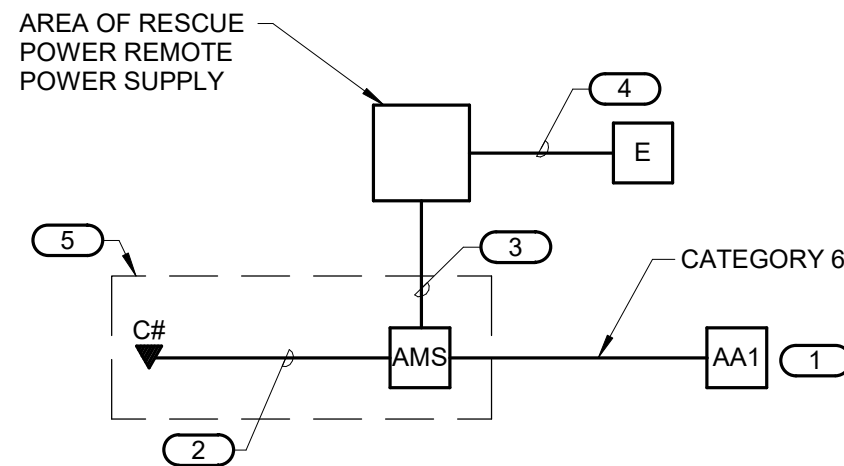 AREA OF RESCUE
POWER REMOTE
POWER SUPPLY
4
E
5
3
CATEGORY 6
C#
AMS
AA1
1
2